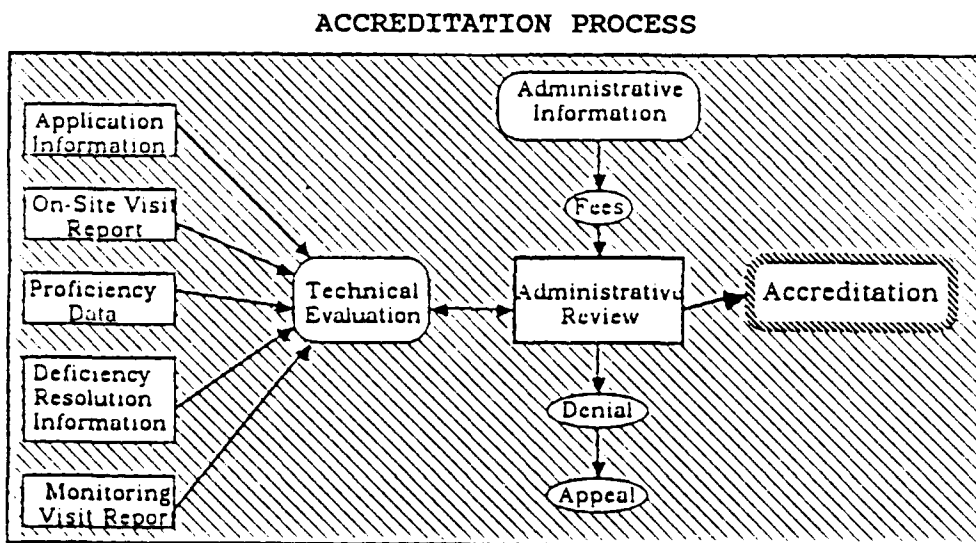 ACCREDITATION PROCESS
Application
Information
On-Site Visit
Report
Proficiency
Data
Deficiency
Resolution
Information
Monitoring
Visit Repor
Technical
Evaluation
Administrative
Information
Fees
Administrative
Review
Denial
Appeal
Accreditation